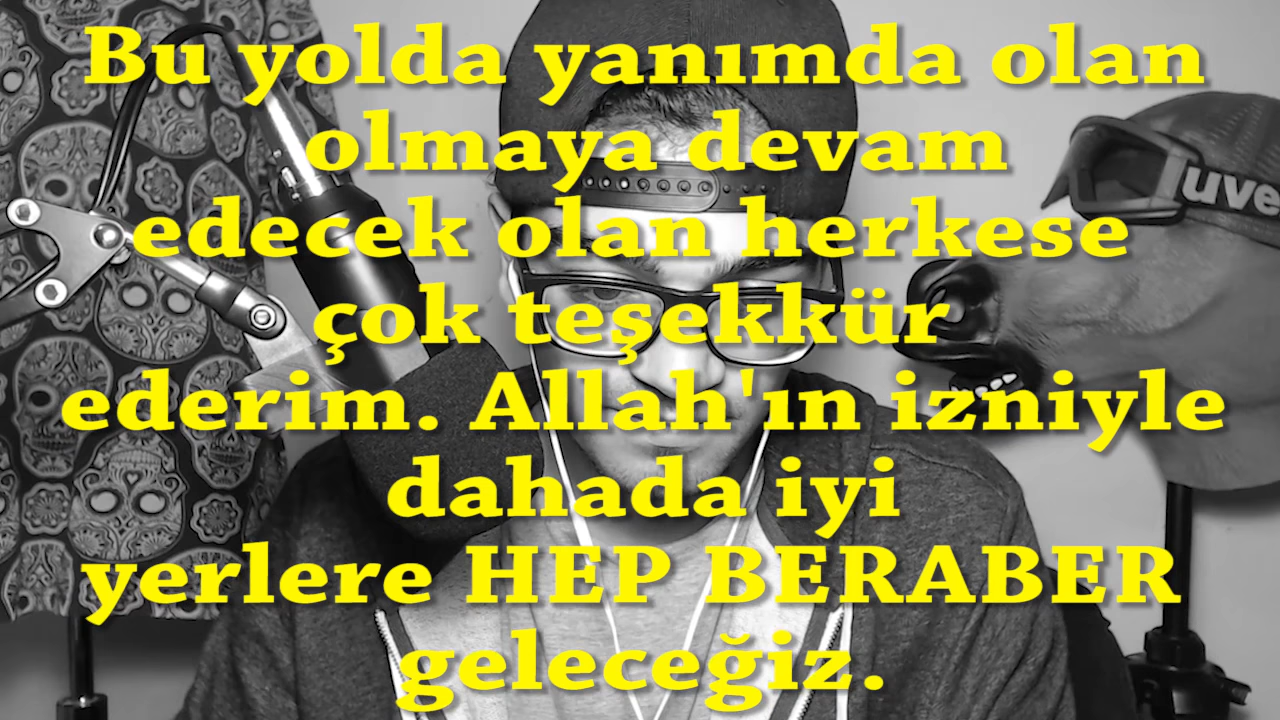 Bu yolda yanımda olan
olmaya devam
edecek olan herkese
çok teşekkür
ederim. Allah'ın izniyle
dahada iyi
yerlere HEP BERABER
geleceğiz.
uve